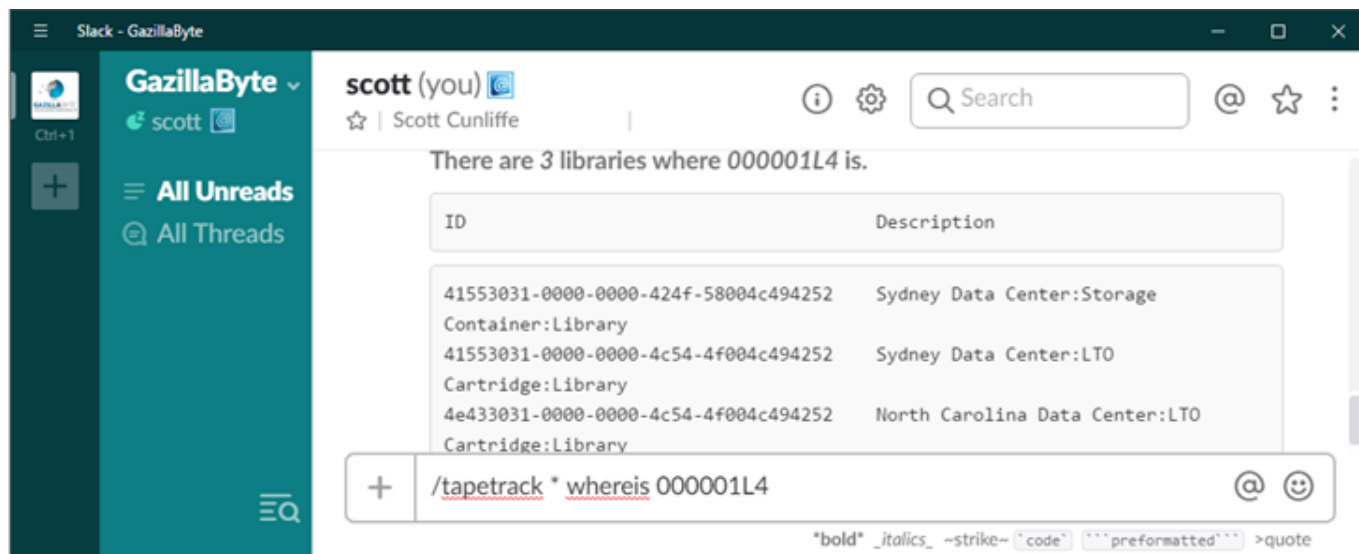 Slack - GazillaByte
GazillaByte
scott
Ctrl+1
All Unreads
All Threads
scott (you)
Scott Cunliffe
Search
There are 3 libraries where 000001L4 is.
ID Description
41553031-0000-0000-424f-58004c494252 Sydney Data Center:Storage
Container:Library
41553031-0000-0000-4c54-4f004c494252 Sydney Data Center:LTO
Cartridge:Library
4e433031-0000-0000-4c54-4f004c494252 North Carolina Data Center:LTO
Cartridge:Library
/tapetrack * whereis 000001L4
*bold* _italics_ ~strike~ `code` ```preformatted``` >quote